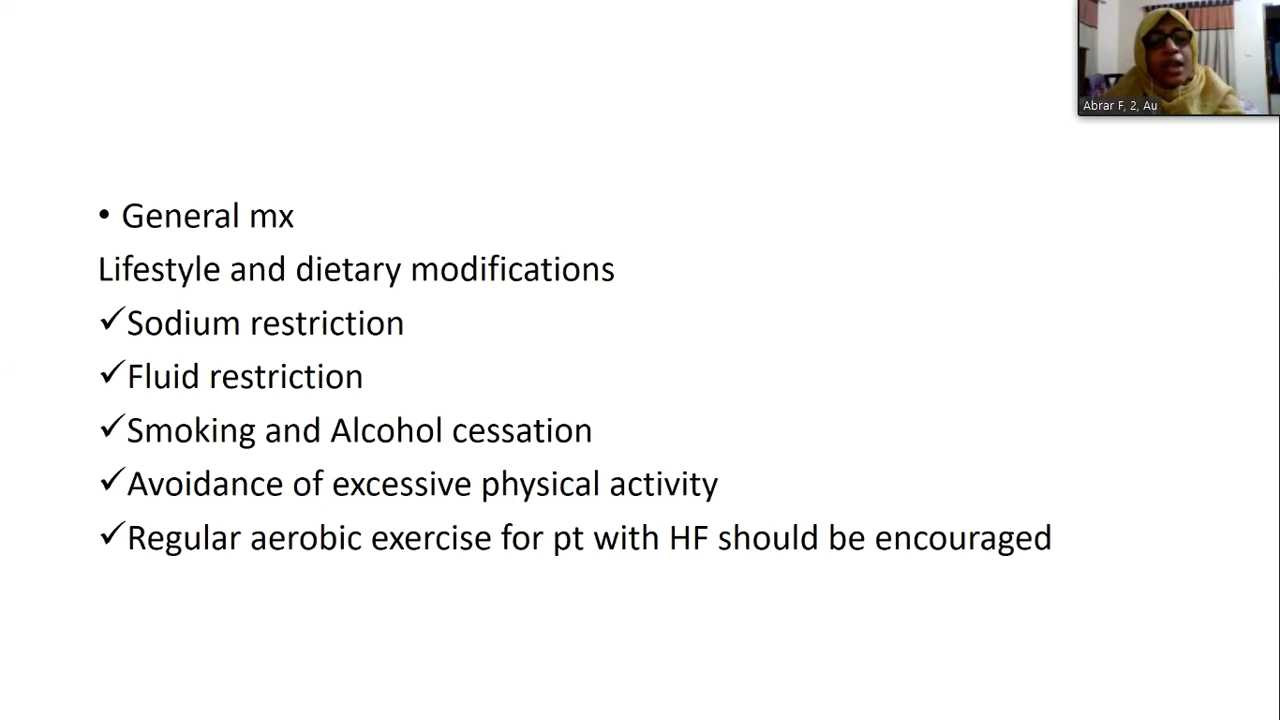 Abrar F, 2, Au
• General mx
Lifestyle and dietary modifications
✓Sodium restriction
✓Fluid restriction
✓Smoking and Alcohol cessation
✓Avoidance of excessive physical activity
✓Regular aerobic exercise for pt with HF should be encouraged